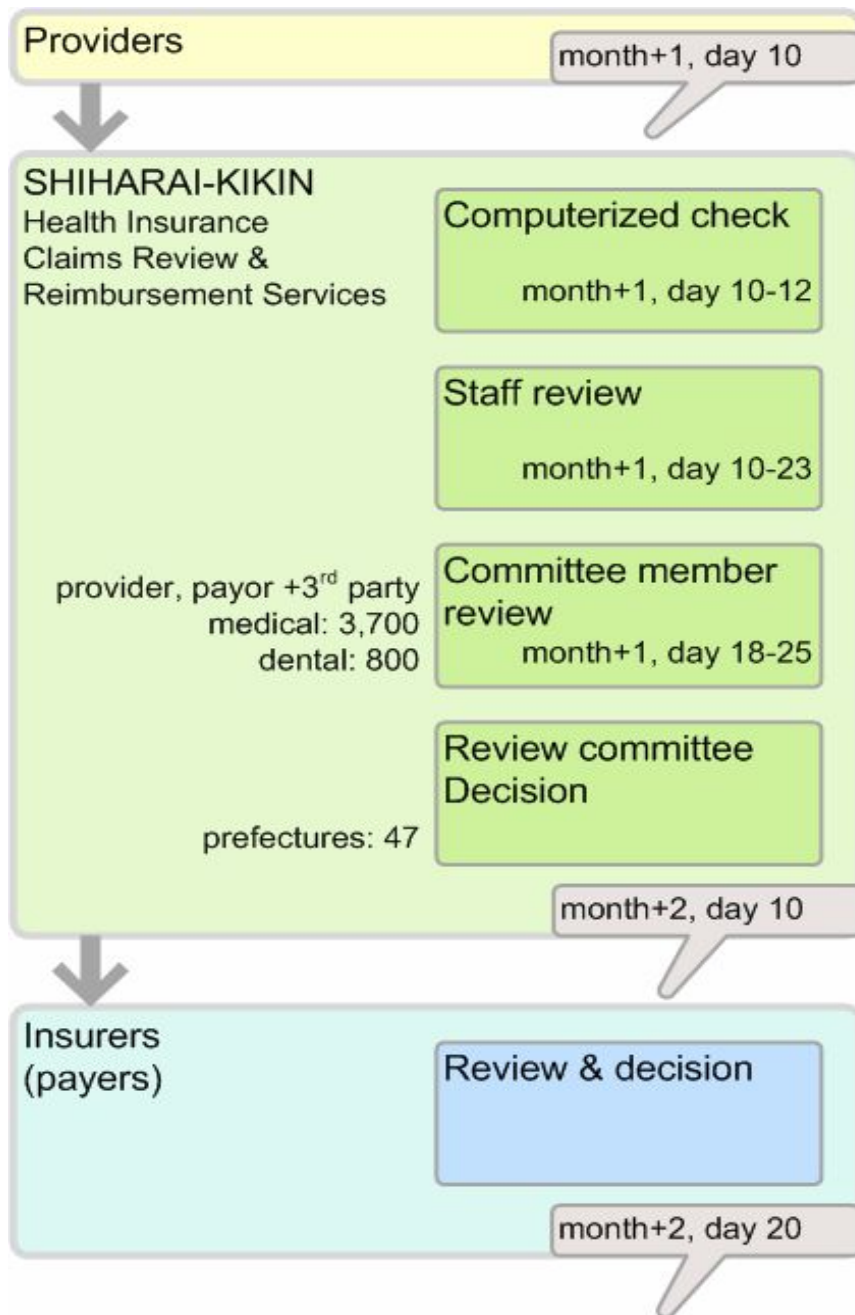 Providers
month+1, day 10
SHIHARAI-KIKIN
Health Insurance
Claims Review &
Reimbursement Services
Computerized check
month+1, day 10-12
Staff review
month+1, day 10-23
provider, payor +3rd party
medical: 3,700
dental: 800
Committee member
review
month+1, day 18-25
Review committee
Decision
prefectures: 47
month+2, day 10
Insurers
(payers)
Review & decision
month+2, day 20